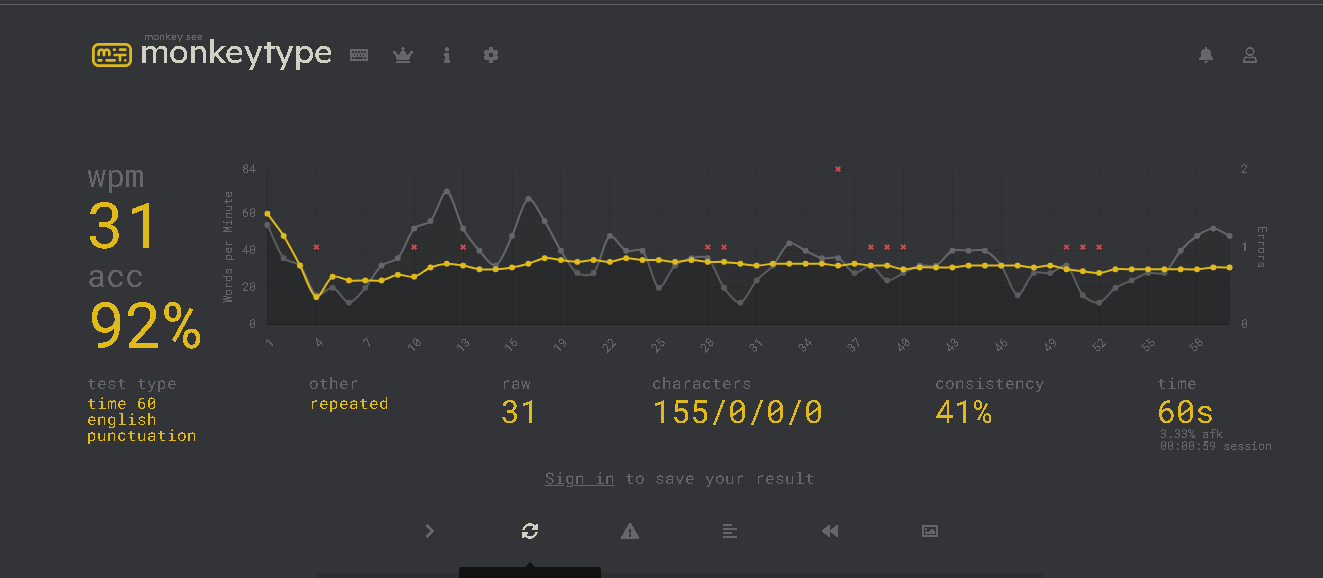 monkey see
monkeytype
wpm
31
acc
92%
Words per Minute
84
60
40
20
0
2
1
0
Errors
1 4 7 10 13 16 19 22 25 28 31 34 37 40 43 46 49 52 55 58
test type
time 60
english
punctuation
other
repeated
raw
31
characters
155/0/0/0
consistency
41%
time
60s
3.33% afk
00:00:59 session
Sign in to save your result